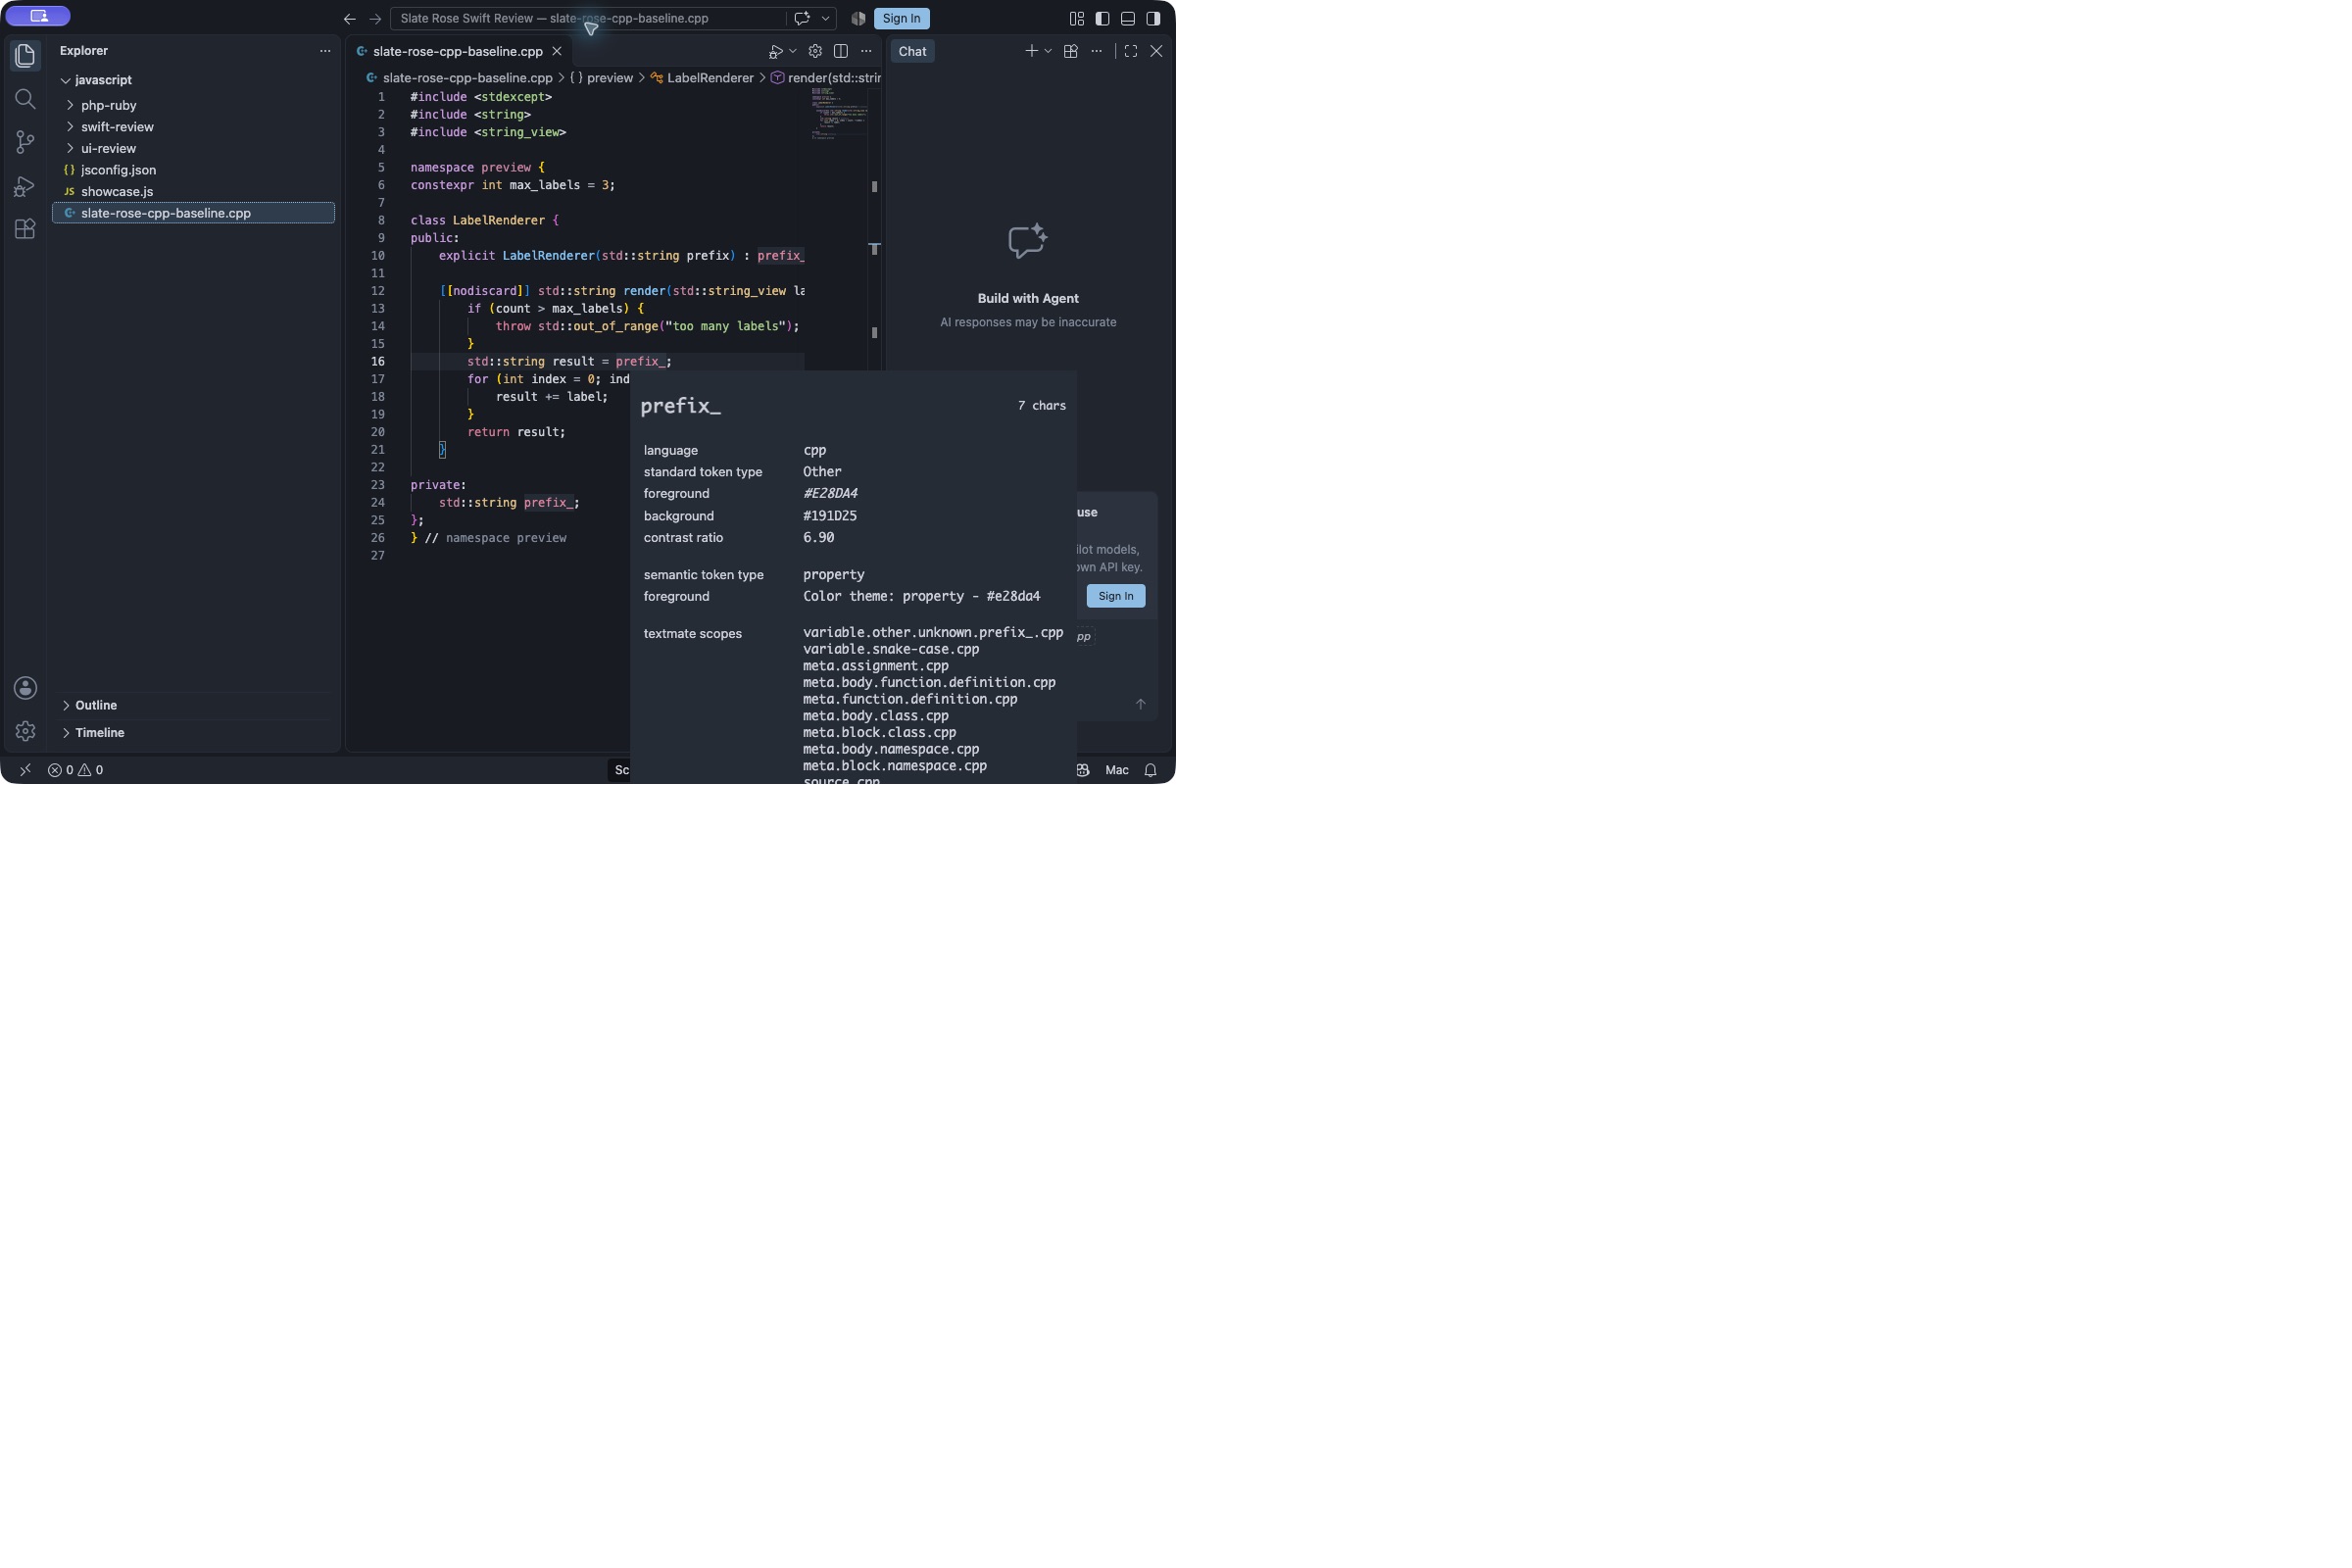 Slate Rose Swift Review — slate-rose-cpp-baseline.cpp
Sign In
Explorer
javascript
php-ruby
swift-review
ui-review
{} jsconfig.json
JS showcase.js
slate-rose-cpp-baseline.cpp
Outline
Timeline
slate-rose-cpp-baseline.cpp
slate-rose-cpp-baseline.cpp > {} preview > LabelRenderer > render(std::strin
1 #include <stdexcept>
2 #include <string>
3 #include <string_view>
4
5 namespace preview {
6 constexpr int max_labels = 3;
7
8 class LabelRenderer {
9 public:
10 explicit LabelRenderer(std::string prefix) : prefix_
11
12 [[nodiscard]] std::string render(std::string_view la
13 if (count > max_labels) {
14 throw std::out_of_range("too many labels");
15 }
16 std::string result = prefix_;
17 for (int index = 0; ind
18 result += label;
19 }
20 return result;
21 }
22
23 private:
24 std::string prefix_;
25 };
26 } // namespace preview
27
prefix_ 7 chars
language cpp
standard token type Other
foreground #E28DA4
background #191D25
contrast ratio 6.90
semantic token type property
foreground Color theme: property - #e28da4
textmate scopes variable.other.unknown.prefix_.cpp
variable.snake-case.cpp
meta.assignment.cpp
meta.body.function.definition.cpp
meta.function.definition.cpp
meta.body.class.cpp
meta.block.class.cpp
meta.body.namespace.cpp
meta.block.namespace.cpp
source.cpp
Chat
Build with Agent
AI responses may be inaccurate
use
ilot models,
own API key.
Sign In
pp
0 0
Sc
Mac